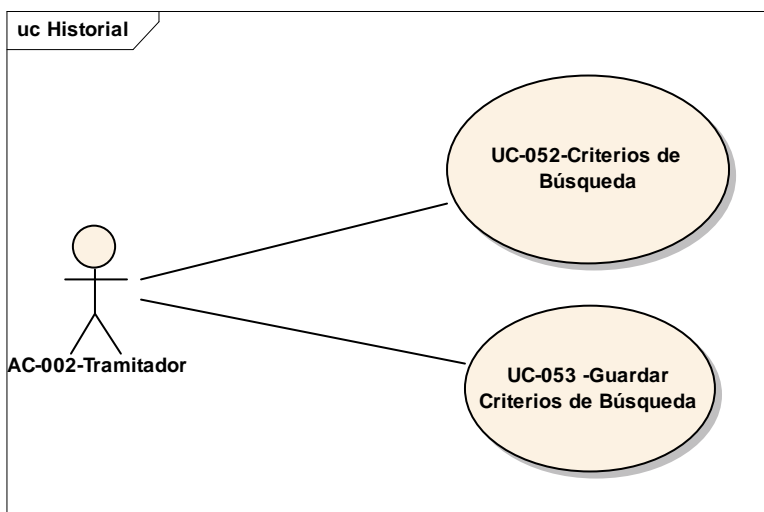 uc Historial
UC-052-Criterios de
Búsqueda
AC-002-Tramitador
UC-053 -Guardar
Criterios de Búsqueda